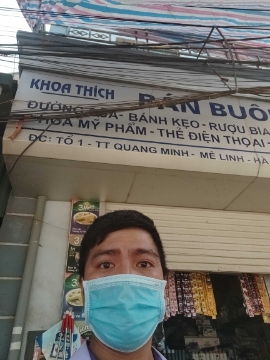 KHOA THÍCH BÁN BUÔ
ĐƯỜNG SỮA - BÁNH KẸO - RƯỢU BIA
HOÁ MỸ PHẨM - THẺ ĐIỆN THOẠI -
ĐC: TỔ 1 - TT QUANG MINH - MÊ LINH - HÀ